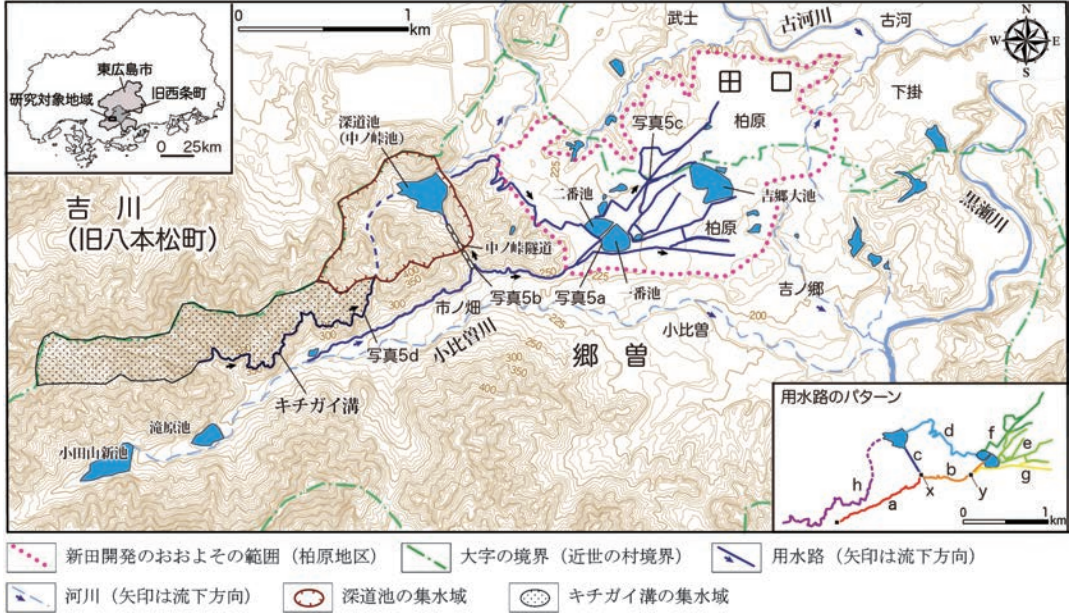 東広島市
研究対象地域
旧西条町
0 25km
0 1
km
武士
古河川
古河
N
W E
S
田 口
下掛
写真5c
柏原
深道池
(中ノ峠池)
225
二番池
吉郷大池
黒瀬川
吉川
(旧八本松町)
柏原
中ノ峠隧道
400
350
300
250
225
写真5b
写真5a
一番池
吉ノ郷
市ノ畑
小比曽川
225
200
小比曽
写真5d
300
350
400
郷曽
キチガイ溝
滝原池
小田山新池
用水路のパターン
d
f
e
c
b
g
h
a
x
y
0 1
km
新田開発のおおよその範囲(柏原地区)
大字の境界(近世の村境界)
用水路(矢印は流下方向)
河川(矢印は流下方向)
深道池の集水域
キチガイ溝の集水域